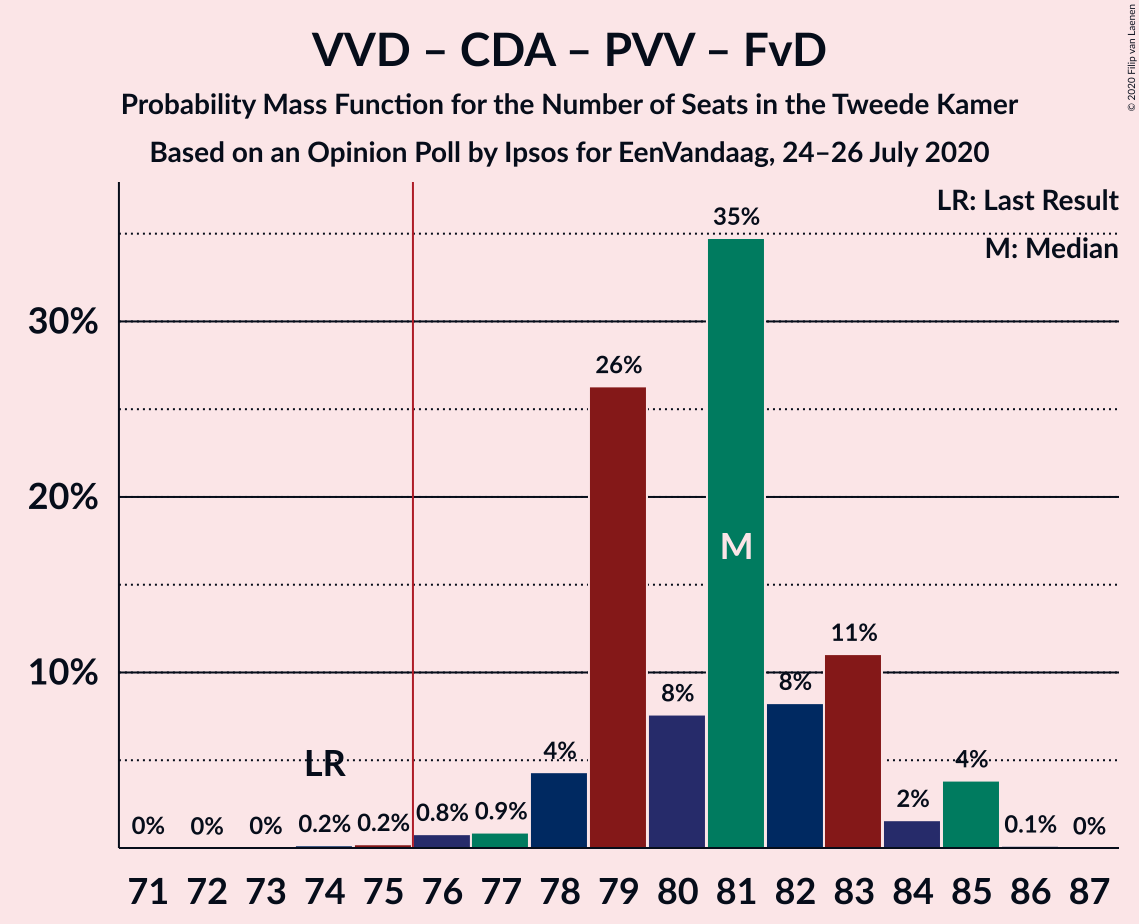 VVD – CDA – PVV – FvD
Probability Mass Function for the Number of Seats in the Tweede Kamer
Based on an Opinion Poll by Ipsos for EenVandaag, 24–26 July 2020
© 2020 Filip van Laenen
LR: Last Result
M: Median
35%
30%
26%
20%
M
11%
10%
8%
8%
4%
4%
LR
2%
0%
0%
0%
0.2%
0.2%
0.8%
0.9%
0.1%
0%
71 72 73 74 75 76 77 78 79 80 81 82 83 84 85 86 87